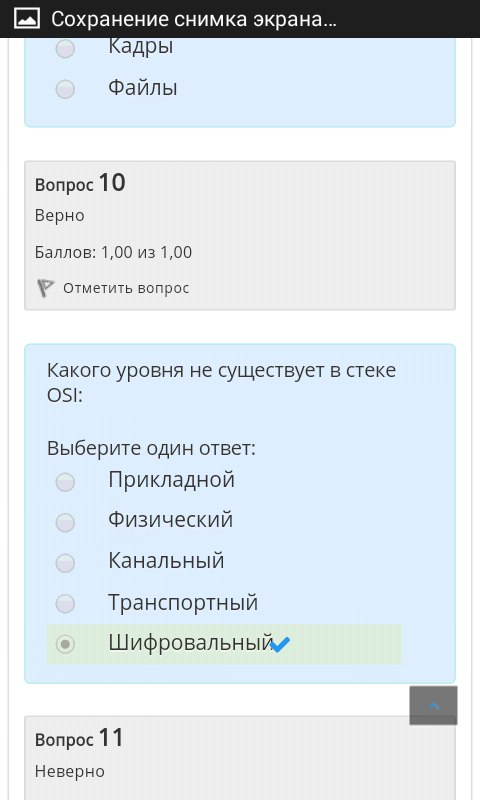 Сохранение снимка экрана...
Кадры
Файлы
Вопрос 10
Верно
Баллов: 1,00 из 1,00
Отметить вопрос
Какого уровня не существует в стеке
OSI:
Выберите один ответ:
Прикладной
Физический
Канальный
Транспортный
Шифровальный
Вопрос 11
Неверно